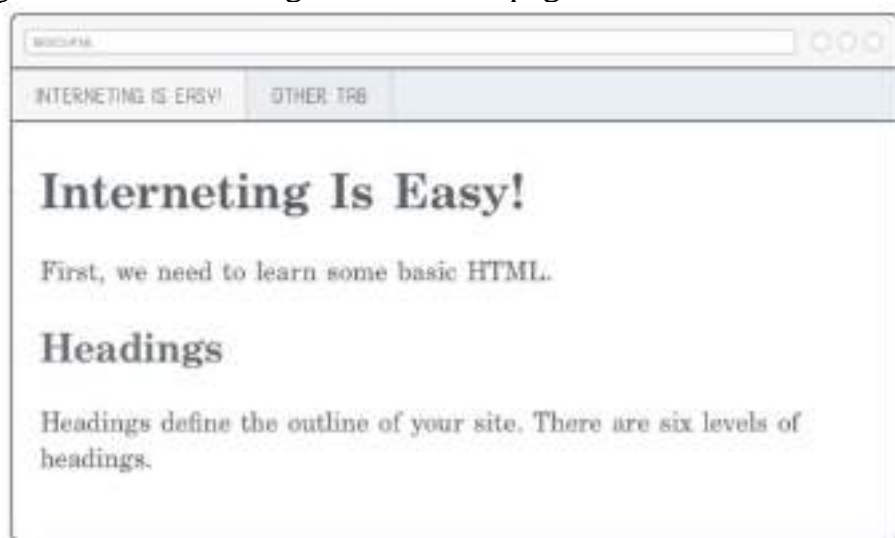 INTERNETING IS EASY!
OTHER TAB
Interneting Is Easy!
First, we need to learn some basic HTML.
Headings
Headings define the outline of your site. There are six levels of
headings.